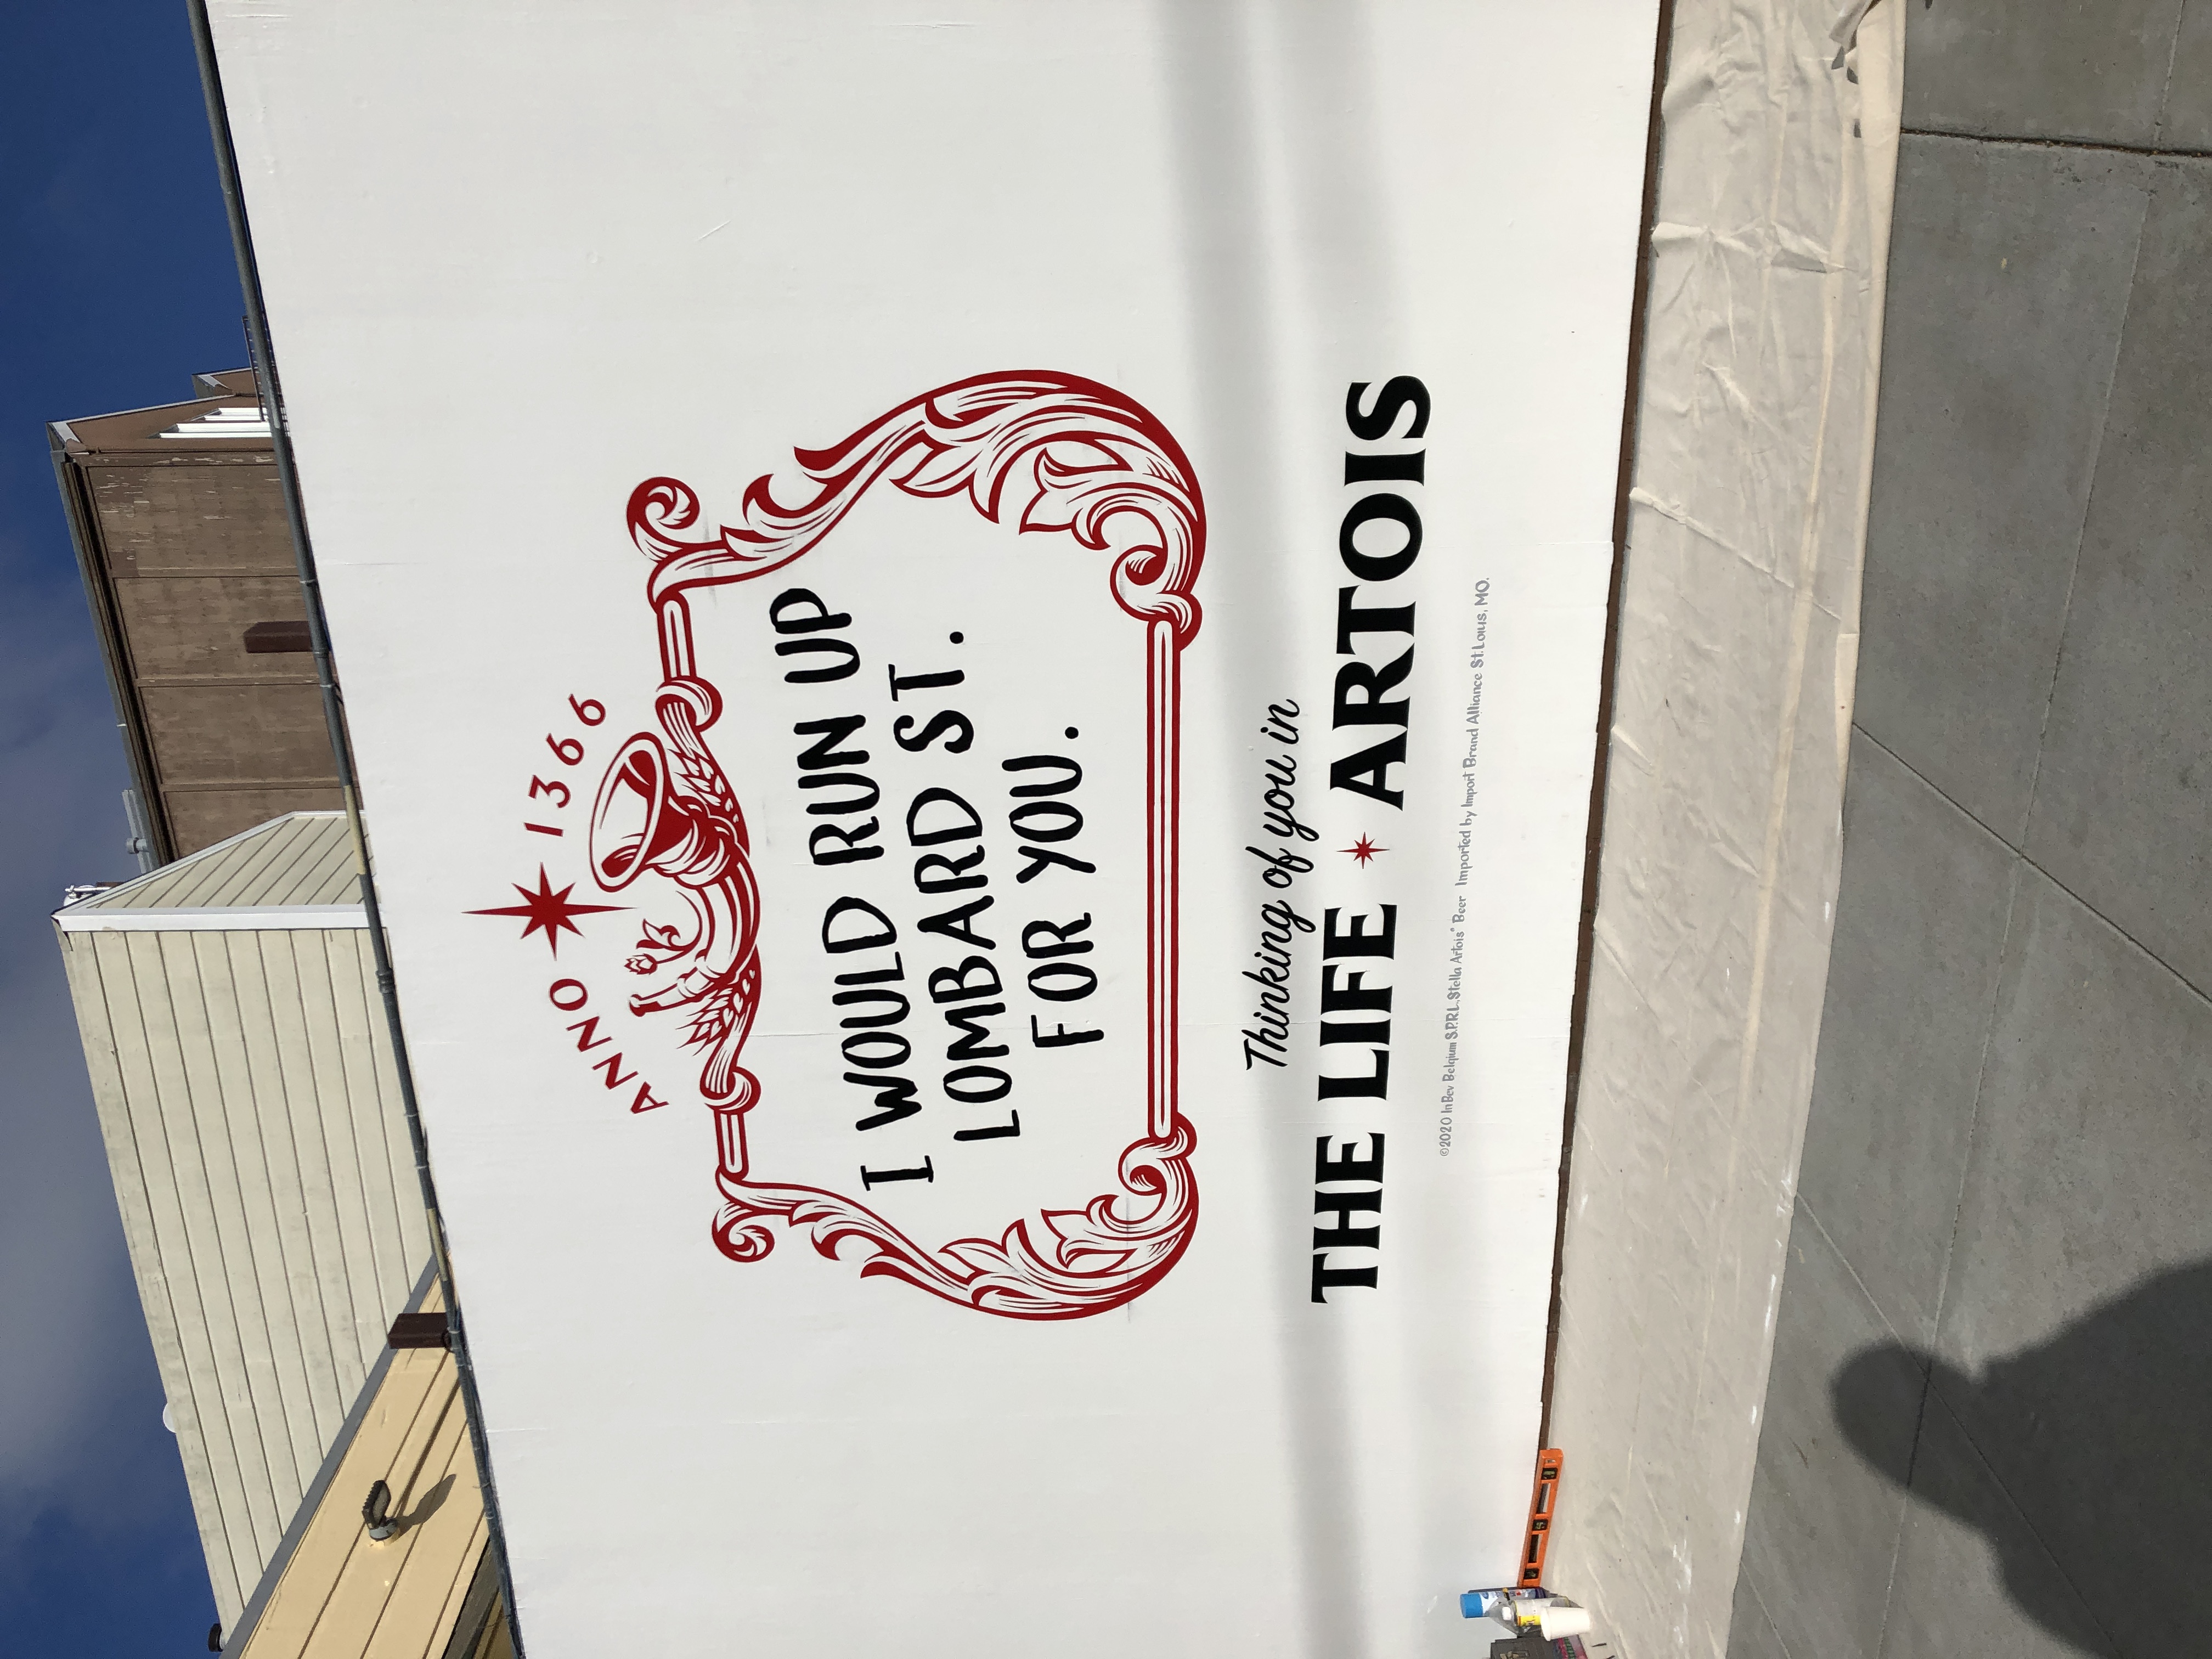 ANNO 1366
I WOULD RUN UP
LOMBARD ST.
FOR YOU.
Thinking of you in
THE LIFE ARTOIS
©2020 InBev Belgium S.P.R.L. Stella Artois® Beer Imported by Import Brand Alliance St. Louis, MO.